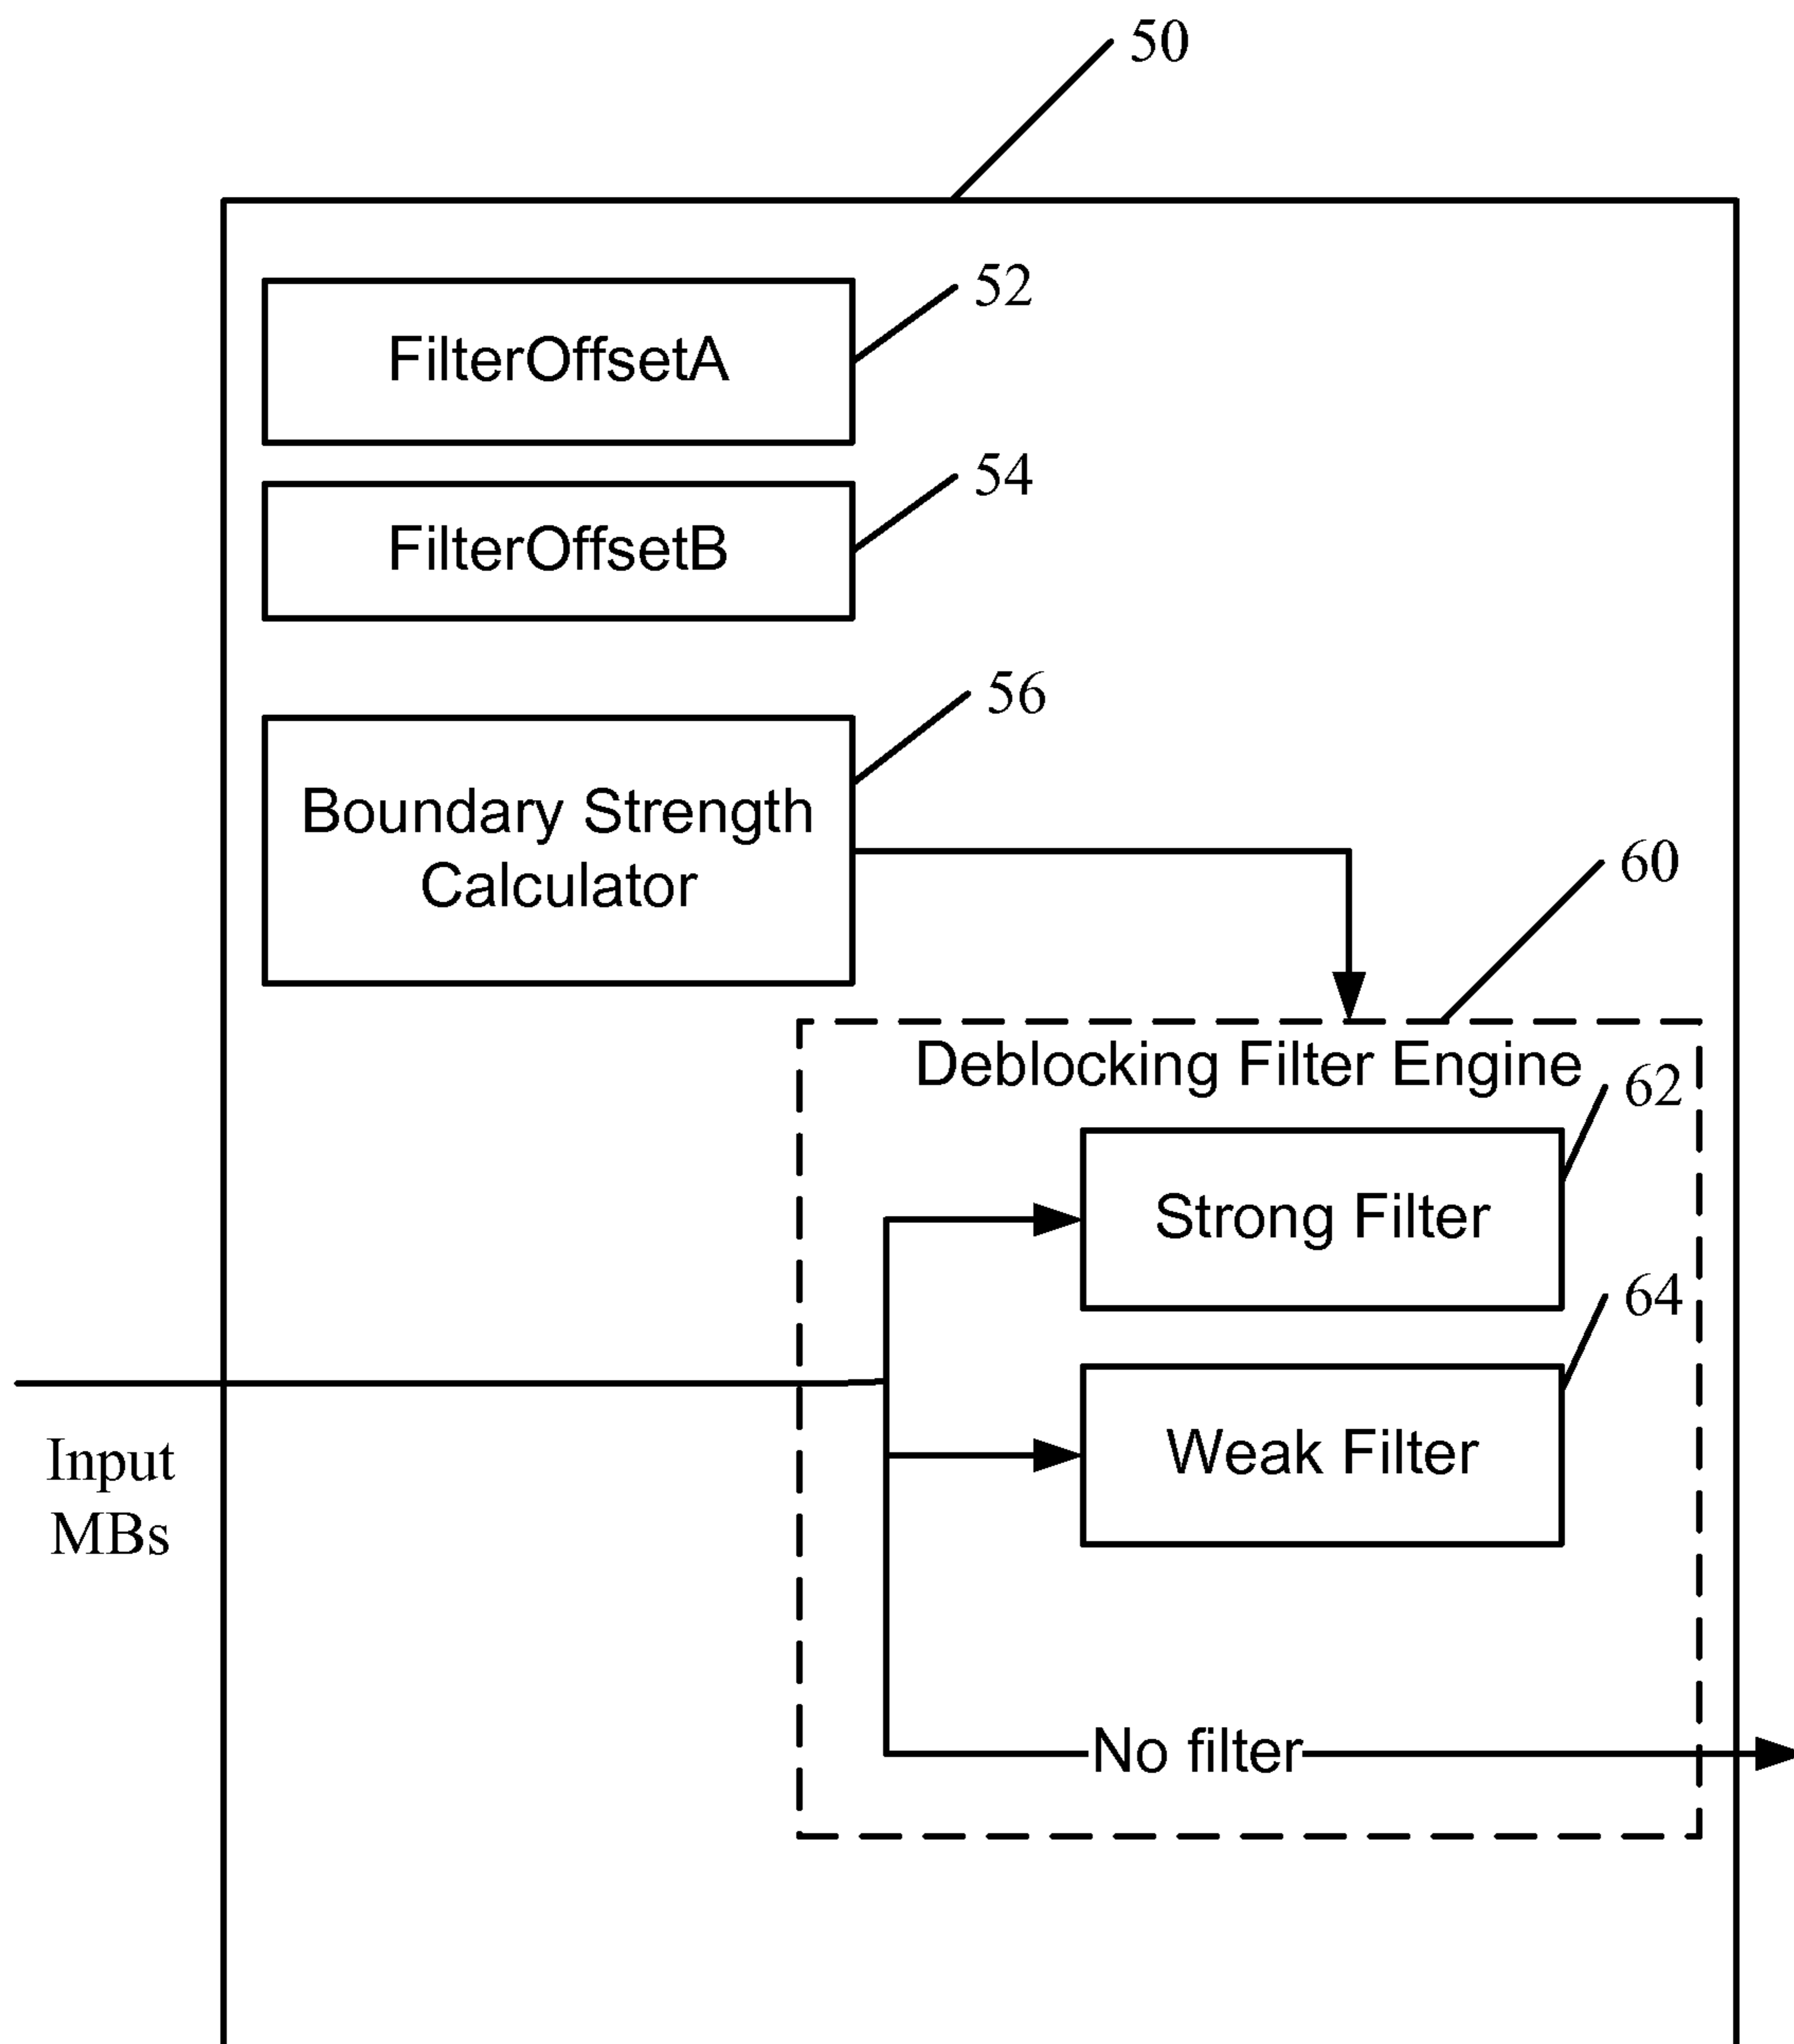 50
FilterOffsetA
52
FilterOffsetB
54
Boundary Strength
Calculator
56
60
Deblocking Filter Engine
62
Strong Filter
64
Weak Filter
Input
MBs
No filter